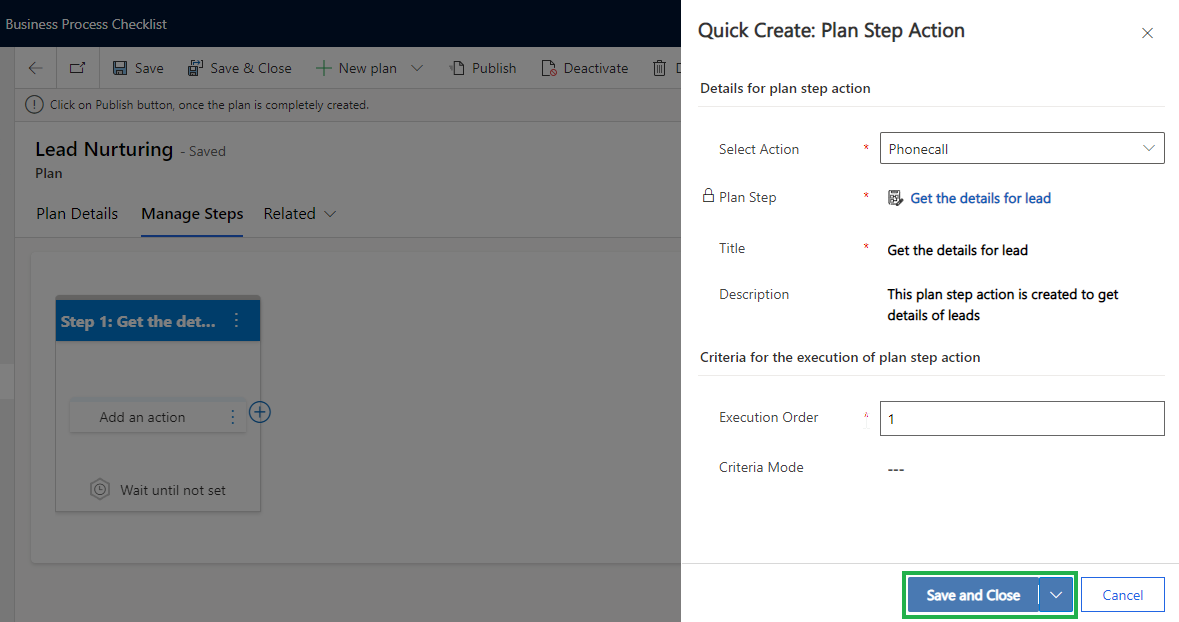 Business Process Checklist
Save
Save & Close
New plan
Publish
Deactivate
D
Click on Publish button, once the plan is completely created.
Lead Nurturing - Saved
Plan
Plan Details
Manage Steps
Related
Step 1: Get the det...
Add an action
Wait until not set
Quick Create: Plan Step Action
Details for plan step action
Select Action * Phonecall
Plan Step * Get the details for lead
Title * Get the details for lead
Description This plan step action is created to get
details of leads
Criteria for the execution of plan step action
Execution Order * 1
Criteria Mode ---
Save and Close
Cancel